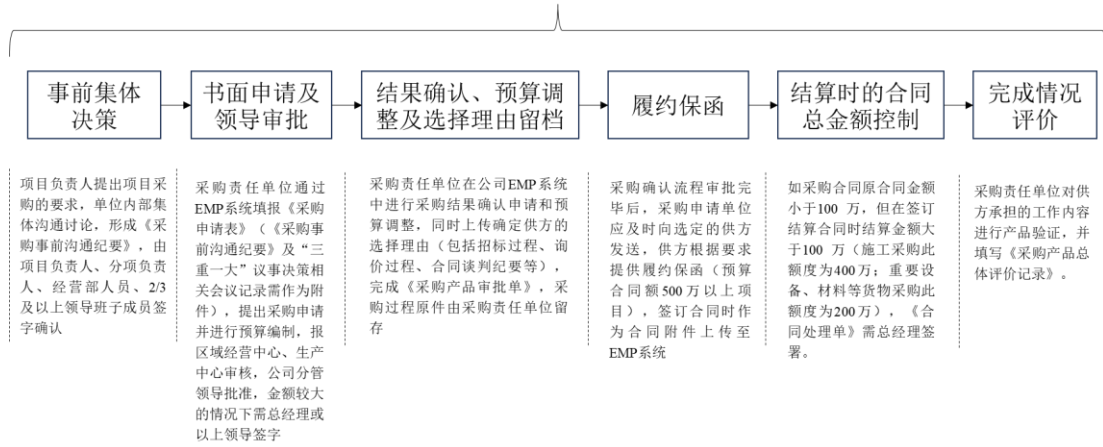 事前集体
决策
书面申请及
领导审批
结果确认、预算调
整及选择理由留档
履约保函
结算时的合同
总金额控制
完成情况
评价
项目负责人提出项目采
购的要求，单位内部集
体沟通讨论，形成《采
购事前沟通纪要》，由
项目负责人、分项负责
人、经营部人员、2/3
及以上领导班子成员签
字确认
采购责任单位通过
EMP系统填报《采购
申请表》（《采购事
前沟通纪要》及“三
重一大”议事决策相
关会议记录需作为附
件），提出采购申请
并进行预算编制，报
区域经营中心、生产
中心审核，公司分管
领导批准，金额较大
的情况下需总经理或
以上领导签字
采购责任单位在公司EMP系统
中进行采购结果确认申请和预
算调整，同时上传确定供方的
选择理由（包括招标过程、询
价过程、合同谈判纪要等），
完成《采购产品审批单》，采
购过程原件由采购责任单位留
存
采购确认流程审批完
毕后，采购申请单位
应及时向选定的供方
发送，供方根据要求
提供履约保函（预算
合同额500万以上项
目），签订合同时作
为合同附件上传至
EMP系统
如采购合同原合同金额
小于100 万，但在签订
结算合同时结算金额大
于100 万（施工采购此
额度为400万；重要设
备、材料等货物采购此
额度为200万），《合
同处理单》需总经理签
署。
采购责任单位对供
方承担的工作内容
进行产品验证，并
填写《采购产品总
体评价记录》。